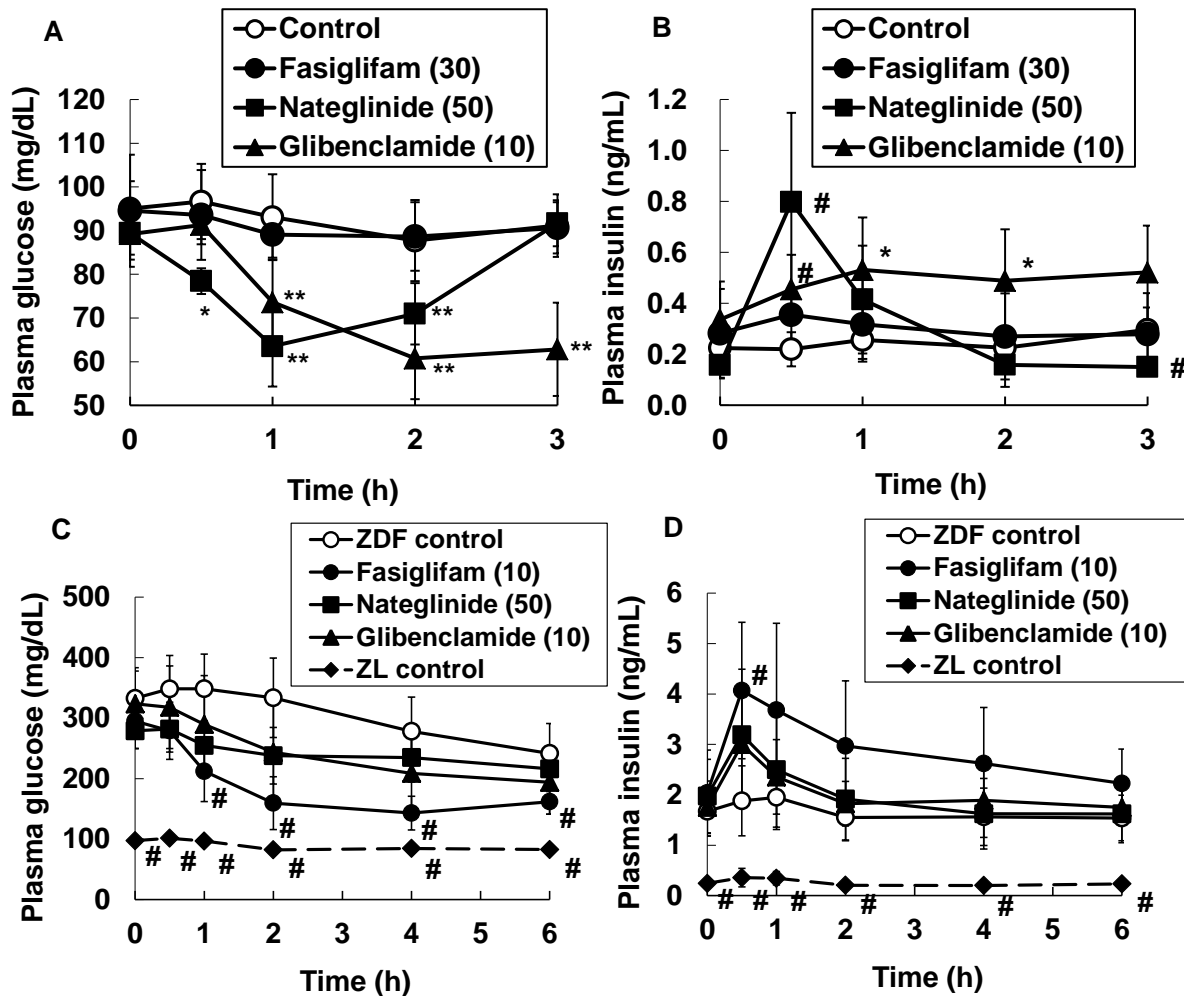 A
Control
Fasiglifam (30)
Nateglinide (50)
Glibenclamide (10)
Plasma glucose (mg/dL)
120
110
100
90
80
70
60
50
*
**
**
**
**
**
0
1
2
3
Time (h)
B
Control
Fasiglifam (30)
Nateglinide (50)
Glibenclamide (10)
Plasma insulin (ng/mL)
1.2
1.0
0.8
0.6
0.4
0.2
0.0
#
#
*
*
#
0
1
2
3
Time (h)
C
ZDF control
Fasiglifam (10)
Nateglinide (50)
Glibenclamide (10)
ZL control
Plasma glucose (mg/dL)
500
400
300
200
100
0
#
#
#
#
#
#
#
#
#
#
0
1
2
3
4
5
6
Time (h)
D
ZDF control
Fasiglifam (10)
Nateglinide (50)
Glibenclamide (10)
ZL control
Plasma insulin (ng/mL)
6
5
4
3
2
1
0
#
#
#
#
#
#
#
0
1
2
3
4
5
6
Time (h)